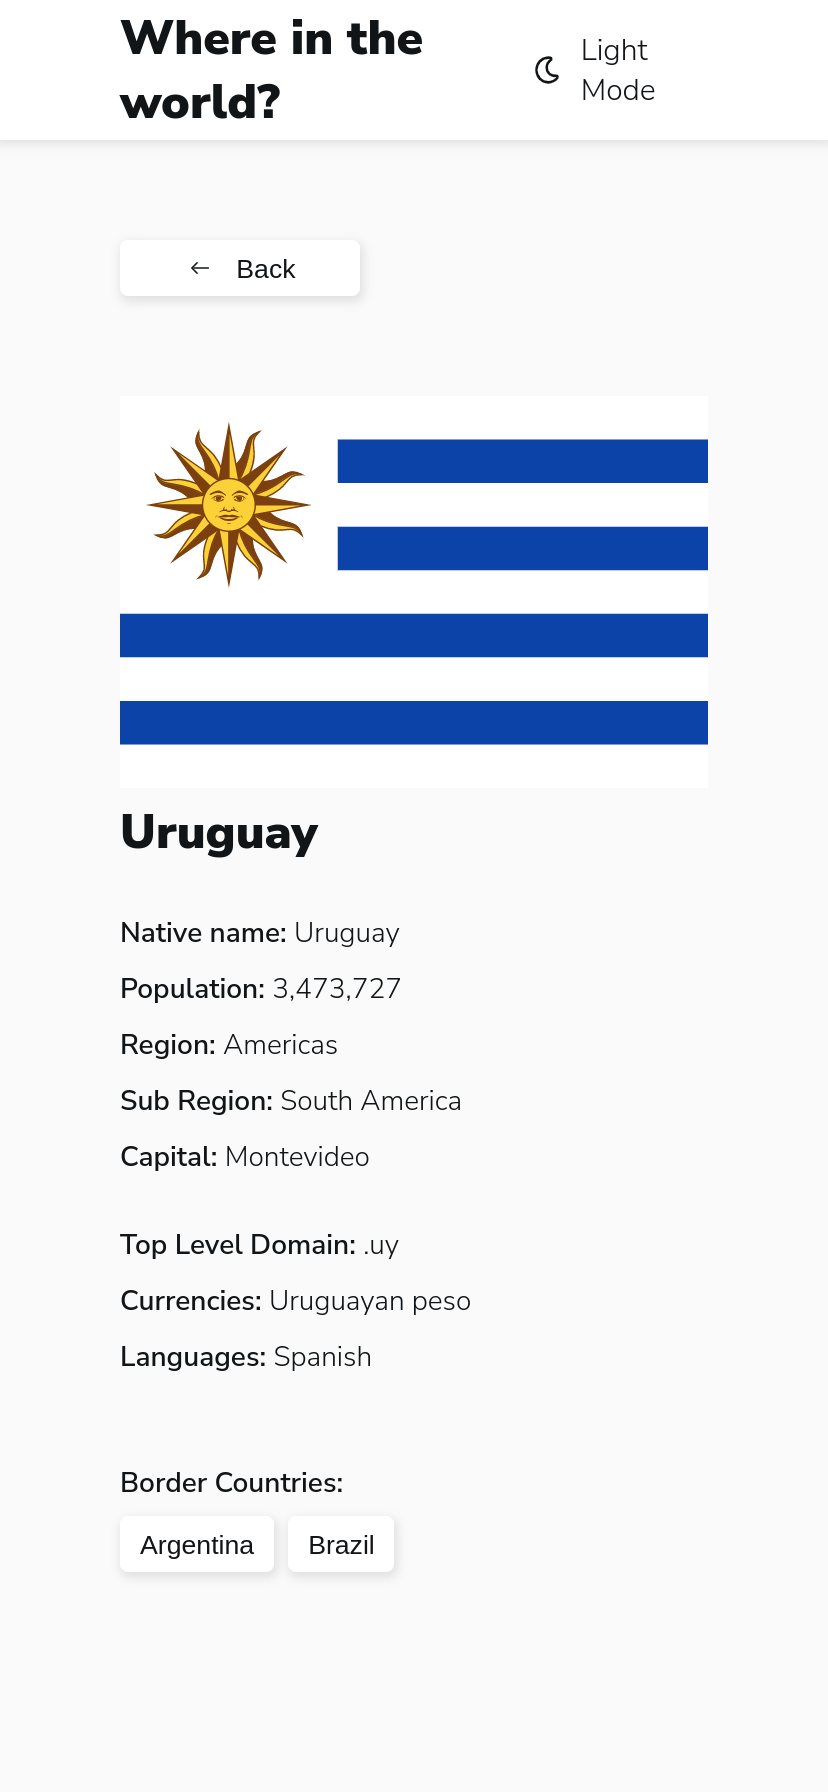 Where in the
world?
Light
Mode
← Back
Uruguay
Native name: Uruguay
Population: 3,473,727
Region: Americas
Sub Region: South America
Capital: Montevideo
Top Level Domain: .uy
Currencies: Uruguayan peso
Languages: Spanish
Border Countries:
Argentina Brazil